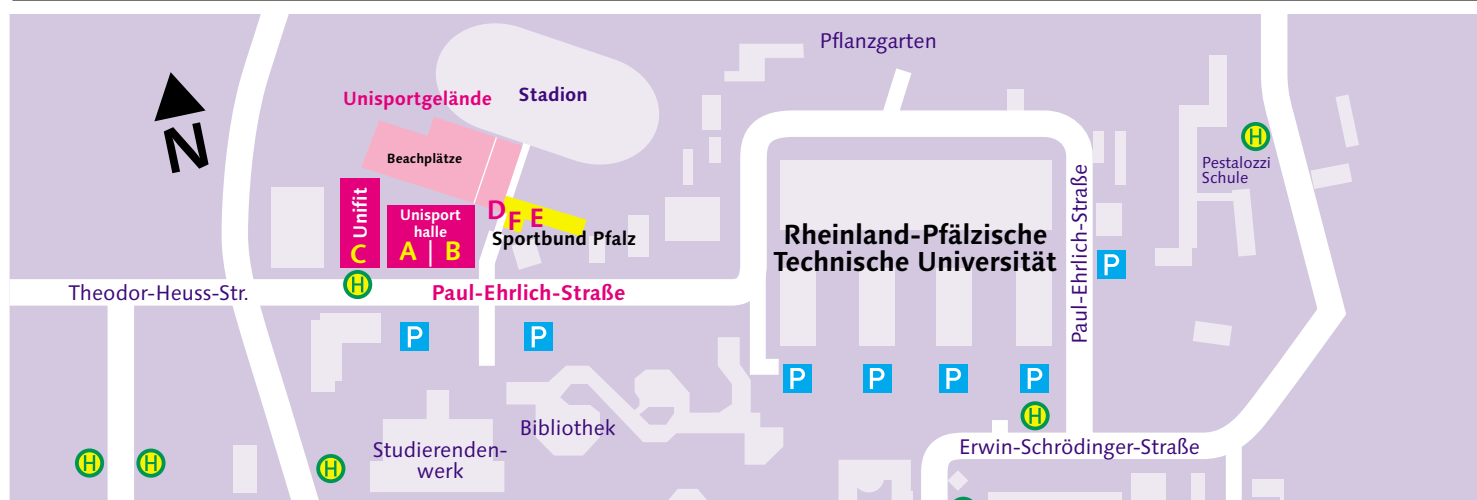 Pflanzgarten
Unisportgelände
Stadion
N
Beachplätze
H
Pestalozzi
Schule
Unifit
C
Unisport
halle
A | B
D
F
E
Sportbund Pfalz
Rheinland-Pfälzische
Technische Universität
Paul-Ehrlich-Straße
P
H
Theodor-Heuss-Str.
Paul-Ehrlich-Straße
P
P
P
P
P
P
H
Bibliothek
Studierenden-
werk
Erwin-Schrödinger-Straße
H
H
H